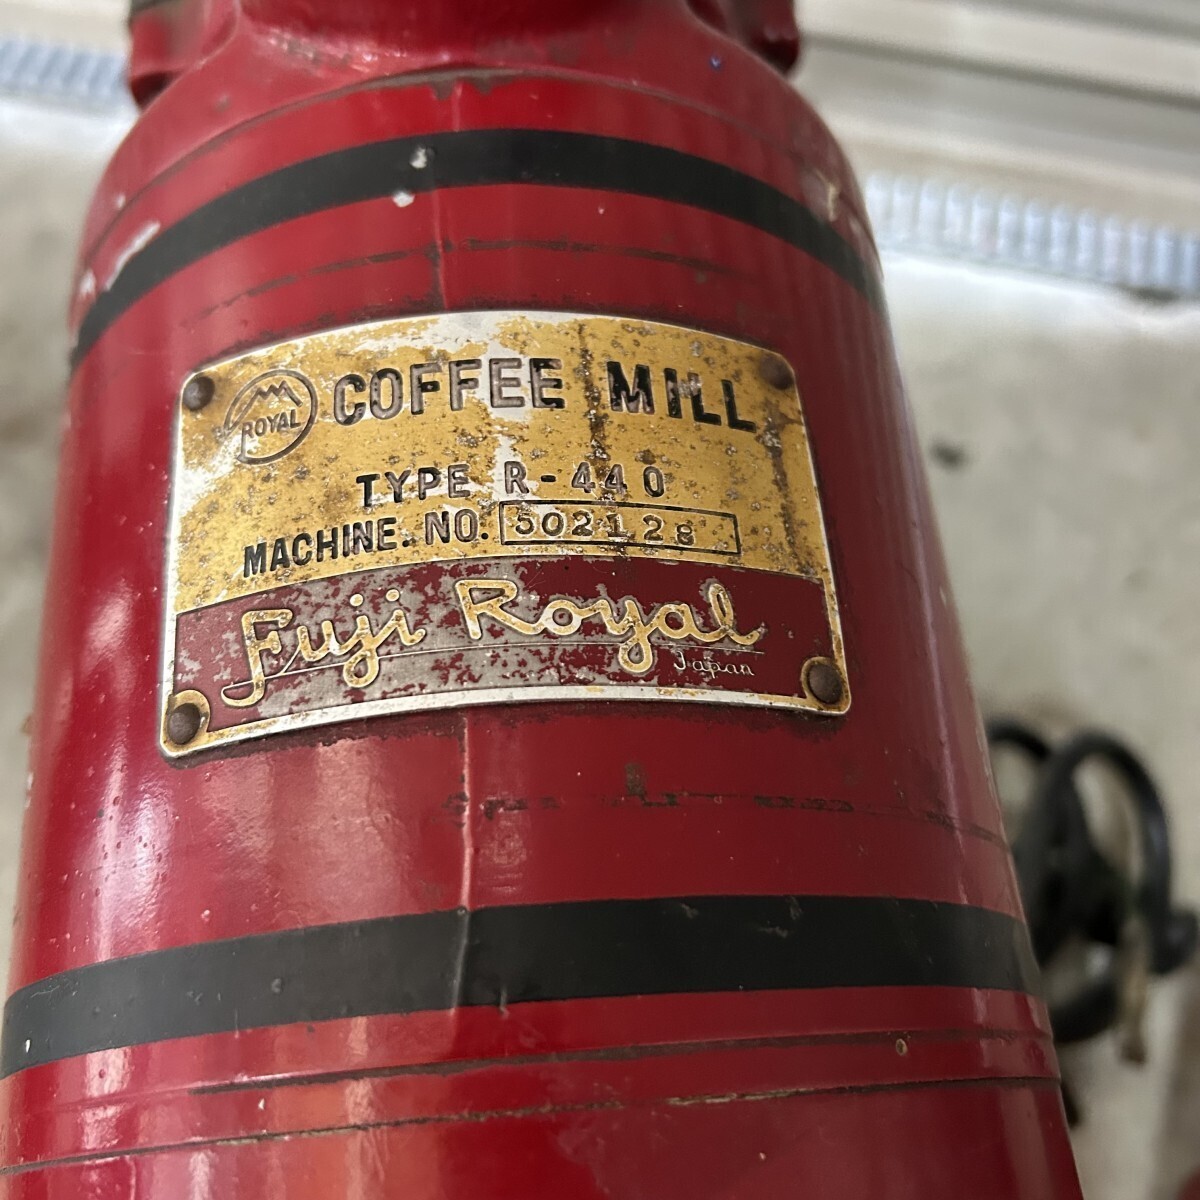 ROYAL COFFEE MILL
TYPE R-440
MACHINE. NO. 502128
Fuji Royal
Japan